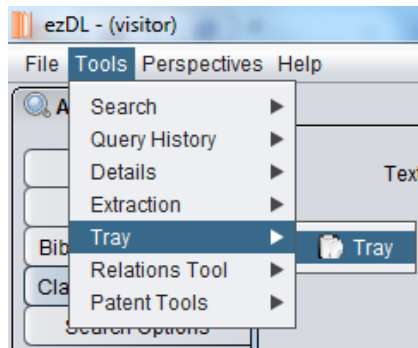 ezDL - (visitor)
File Tools Perspectives Help
A
Search
Query History
Details
Tex
Extraction
Tray
Tray
Bib
Relations Tool
Cla
Patent Tools
Search Options